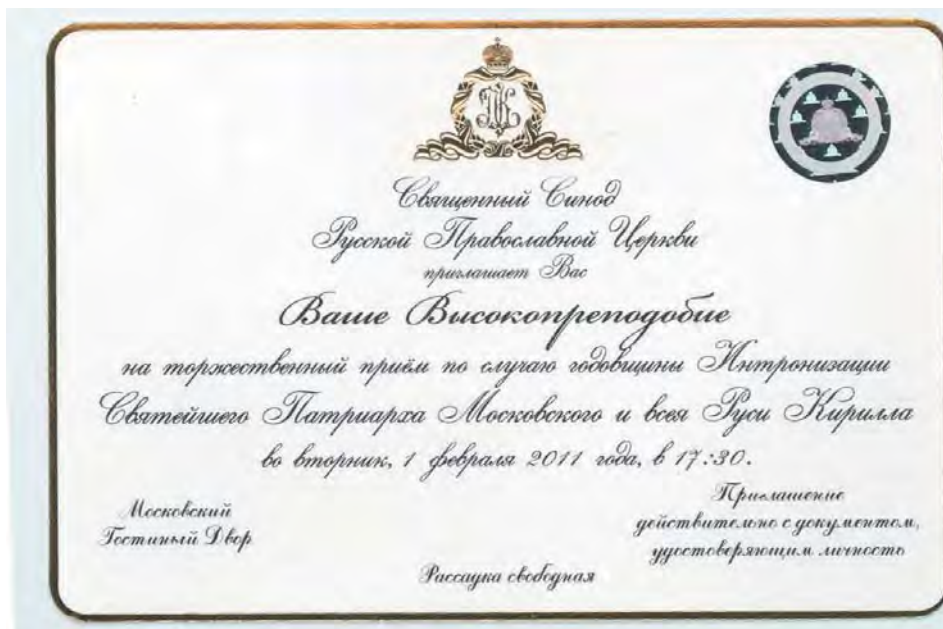 Священный Синод
Русской Православной Церкви
приглашает Вас
Ваше Высокопреподобие
на торжественный приём по случаю годовщины Интронизации
Святейшего Патриарха Московского и всея Руси Кирилла
во вторник, 1 февраля 2011 года, в 17:30.
Московский
Гостиный Двор
Приглашение
действительно с документом,
удостоверяющим личность
Рассадка свободная